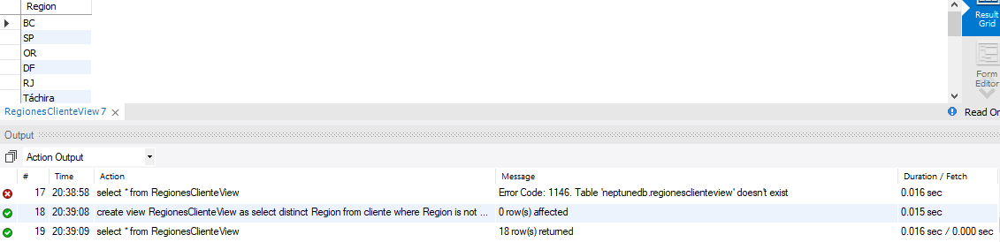 Region
BC
SP
OR
DF
RJ
Táchira
Result
Grid
Form
Editor
RegionesClienteView 7
Read On
Output
Action Output
# Time Action Message Duration / Fetch
17 20:38:58 select * from RegionesClienteView Error Code: 1146. Table 'neptunedb.regionesclienteview' doesn't exist 0.016 sec
18 20:39:08 create view RegionesClienteView as select distinct Region from cliente where Region is not ... 0 row(s) affected 0.015 sec
19 20:39:09 select * from RegionesClienteView 18 row(s) returned 0.016 sec / 0.000 sec